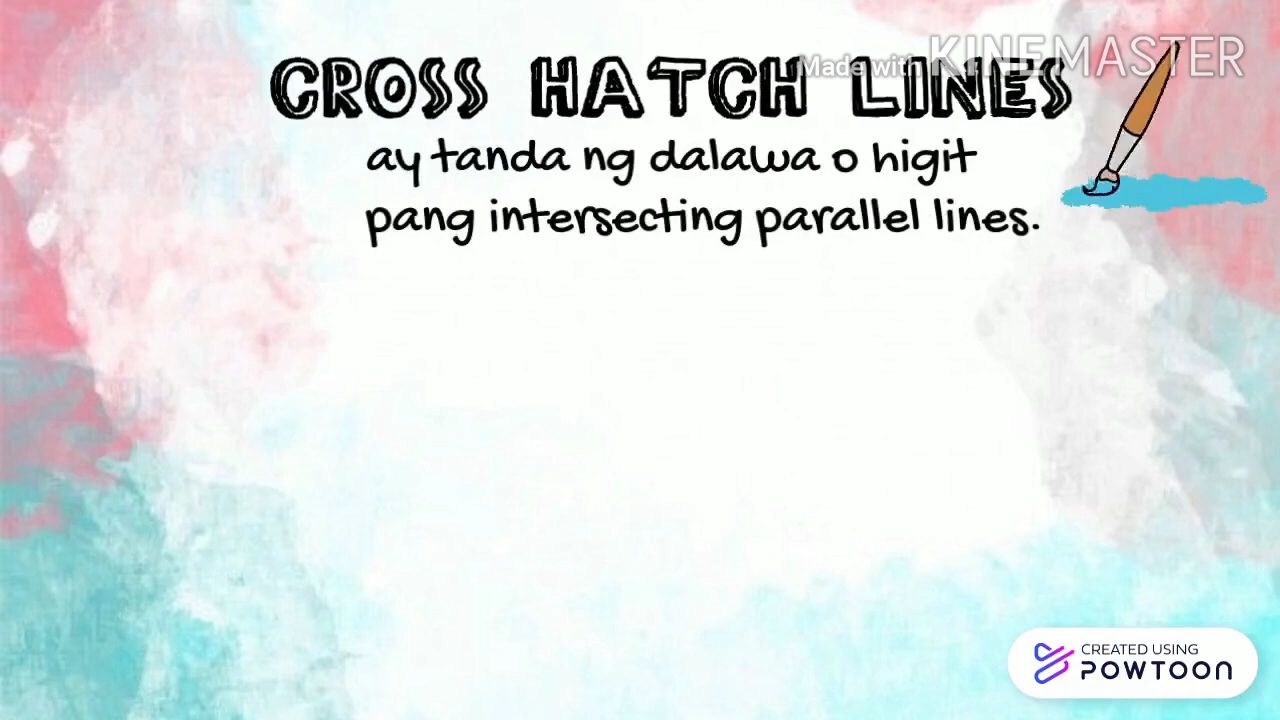 Made with KINEMASTER
CROSS HATCH LINES
ay tanda ng dalawa o higit
pang intersecting parallel lines.
CREATED USING
POWTOON